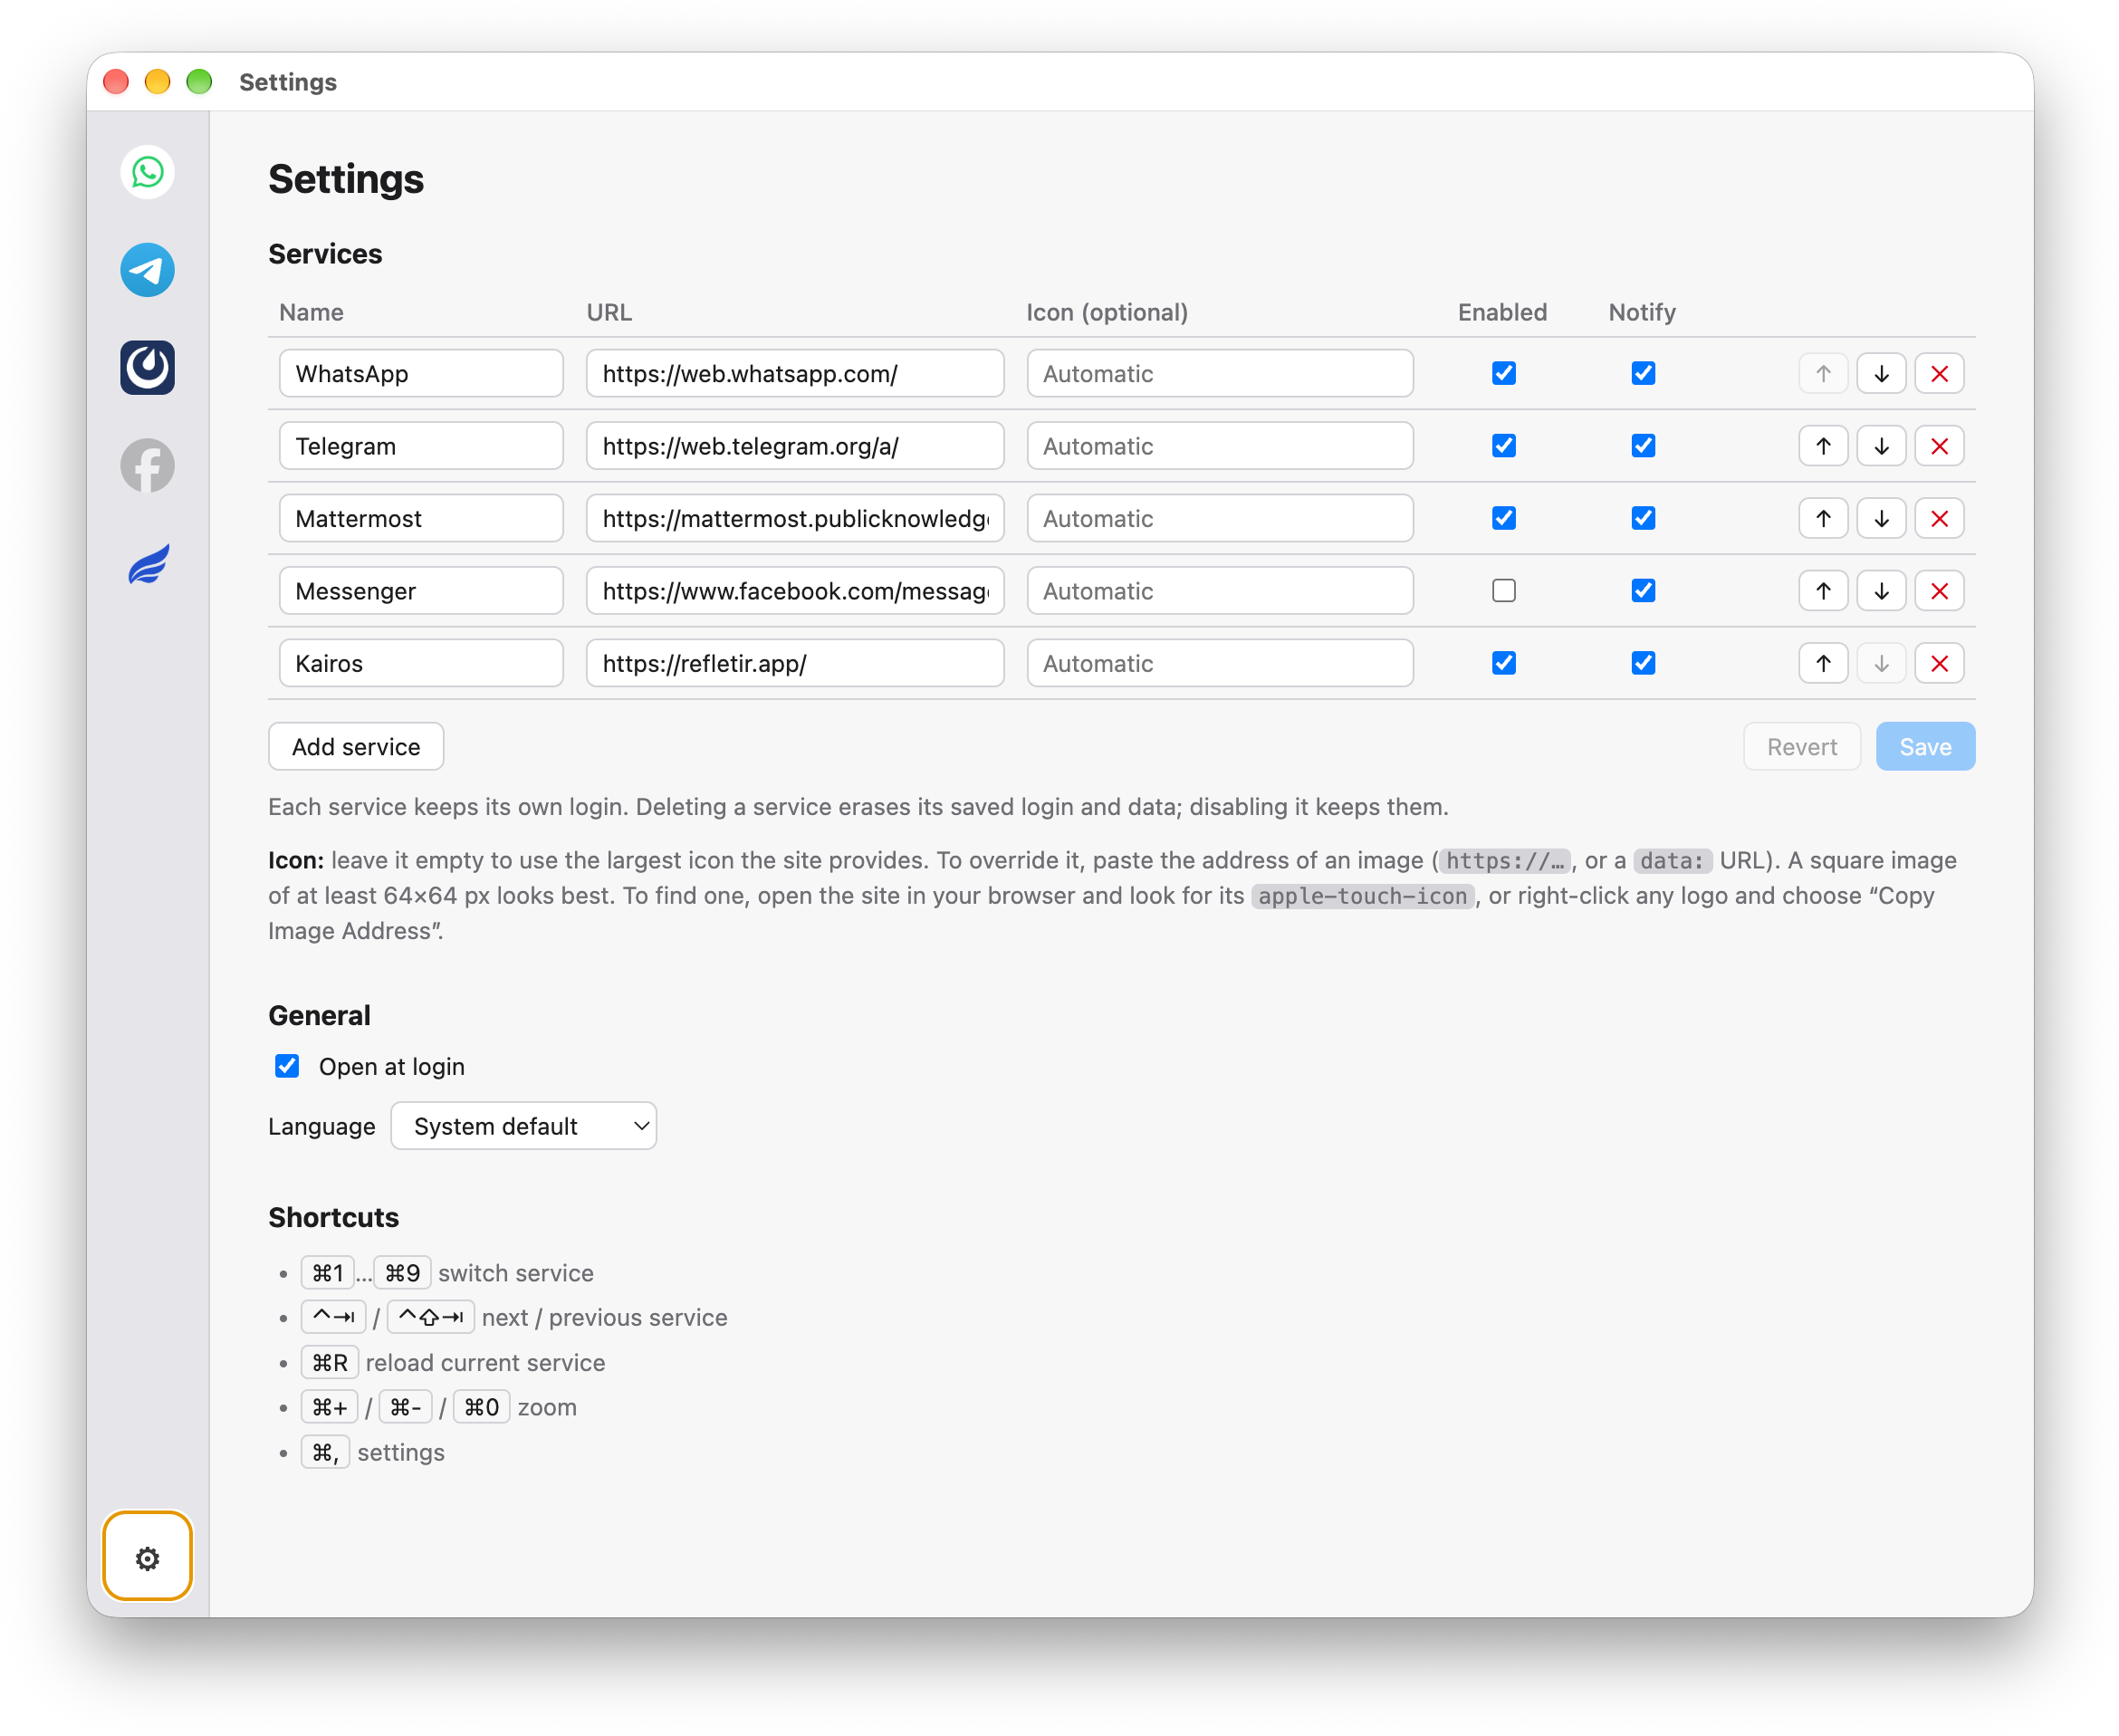 Settings
Settings
Services
Name URL Icon (optional) Enabled Notify
WhatsApp https://web.whatsapp.com/ Automatic
Telegram https://web.telegram.org/a/ Automatic
Mattermost https://mattermost.publicknowledge Automatic
Messenger https://www.facebook.com/message Automatic
Kairos https://refletir.app/ Automatic
Add service Revert Save
Each service keeps its own login. Deleting a service erases its saved login and data; disabling it keeps them.
Icon: leave it empty to use the largest icon the site provides. To override it, paste the address of an image (https://…, or a data: URL). A square image
of at least 64×64 px looks best. To find one, open the site in your browser and look for its apple-touch-icon, or right-click any logo and choose “Copy
Image Address”.
General
Open at login
Language System default
Shortcuts
⌘1…⌘9 switch service
⌃⇥ / ⌃⇧⇥ next / previous service
⌘R reload current service
⌘+ / ⌘- / ⌘0 zoom
⌘, settings